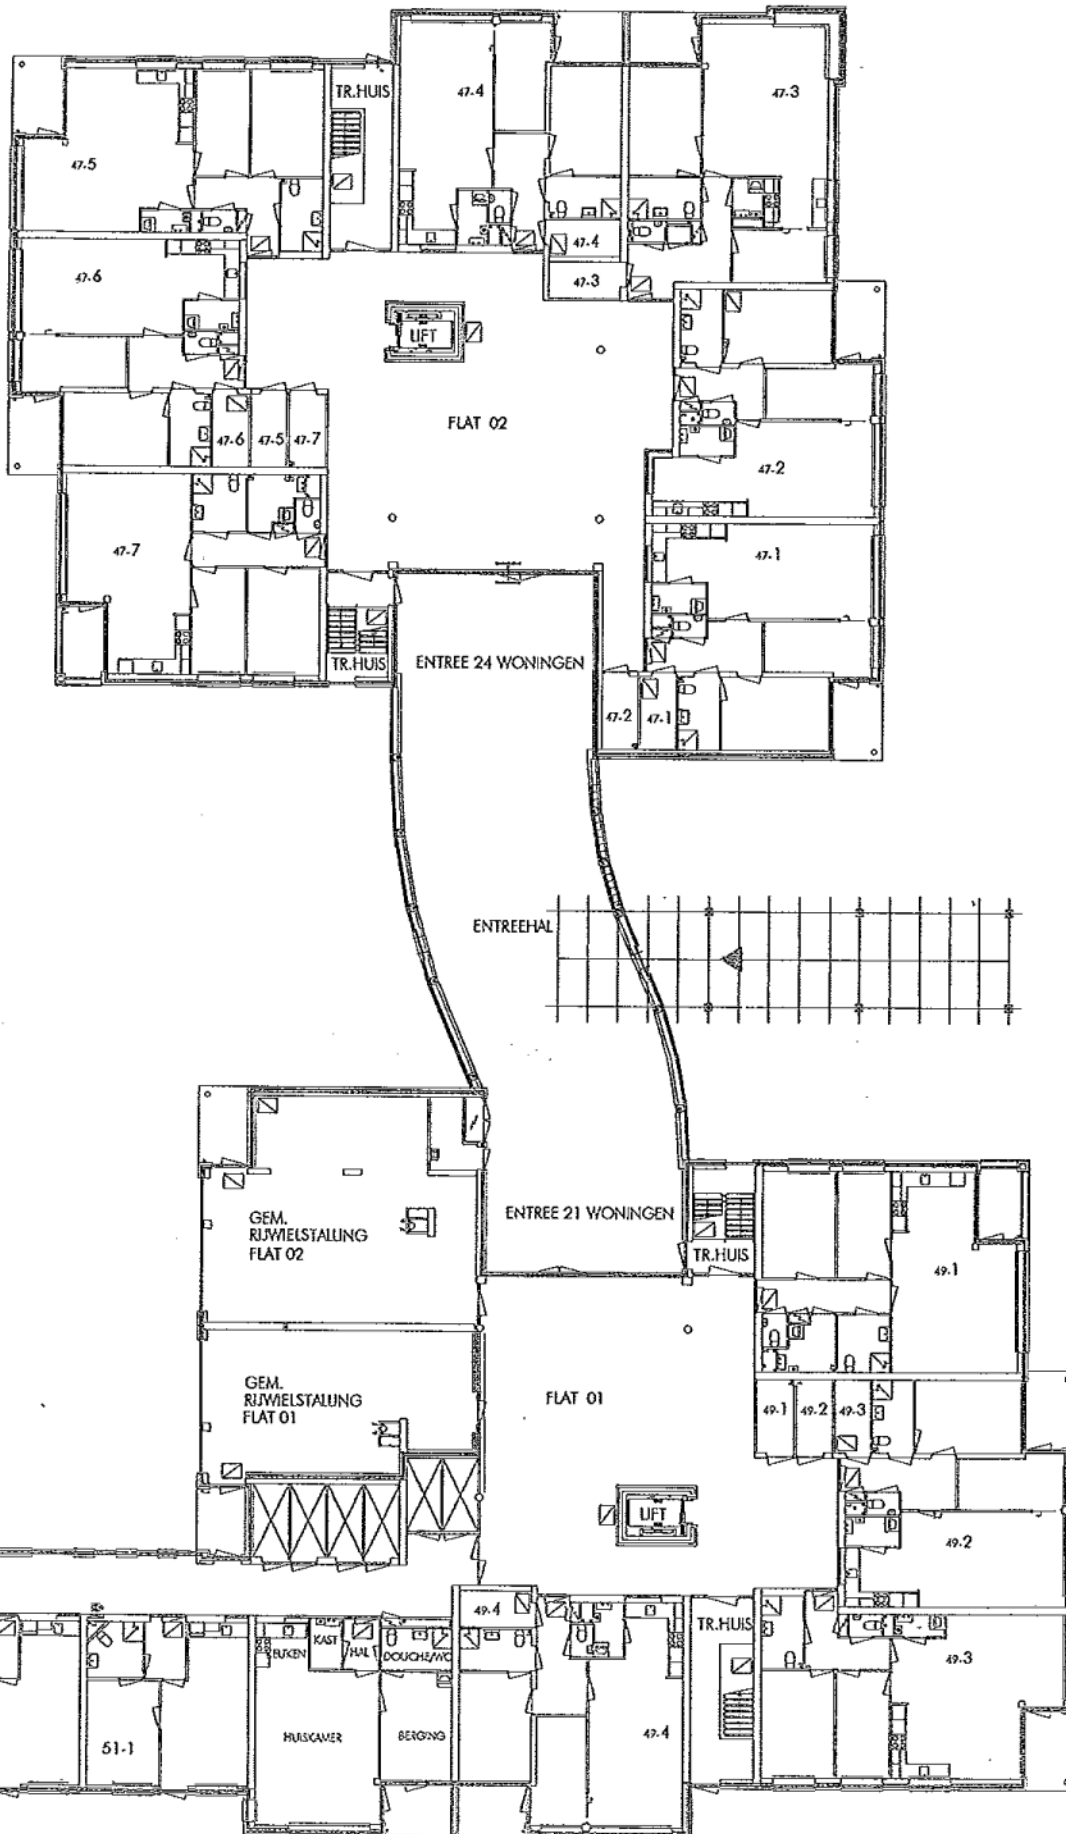 TR.HUIS
47-4
47-3
47-5
47-4
47-3
47-6
LIFT
FLAT 02
47-6
47-5
47-7
47-2
47-7
47-1
TR.HUIS
ENTREE 24 WONINGEN
47-2
47-1
ENTREEHAL
ENTREE 21 WONINGEN
TR.HUIS
GEM.
RIJWIELSTALLING
FLAT 02
49-1
GEM.
RIJWIELSTALLING
FLAT 01
FLAT 01
49-1
49-2
49-3
LIFT
49-2
49-4
TR.HUIS
KAST
HAL
DOUCHE/WC
49-3
HUISKAMER
BERGING
49-4
51-1